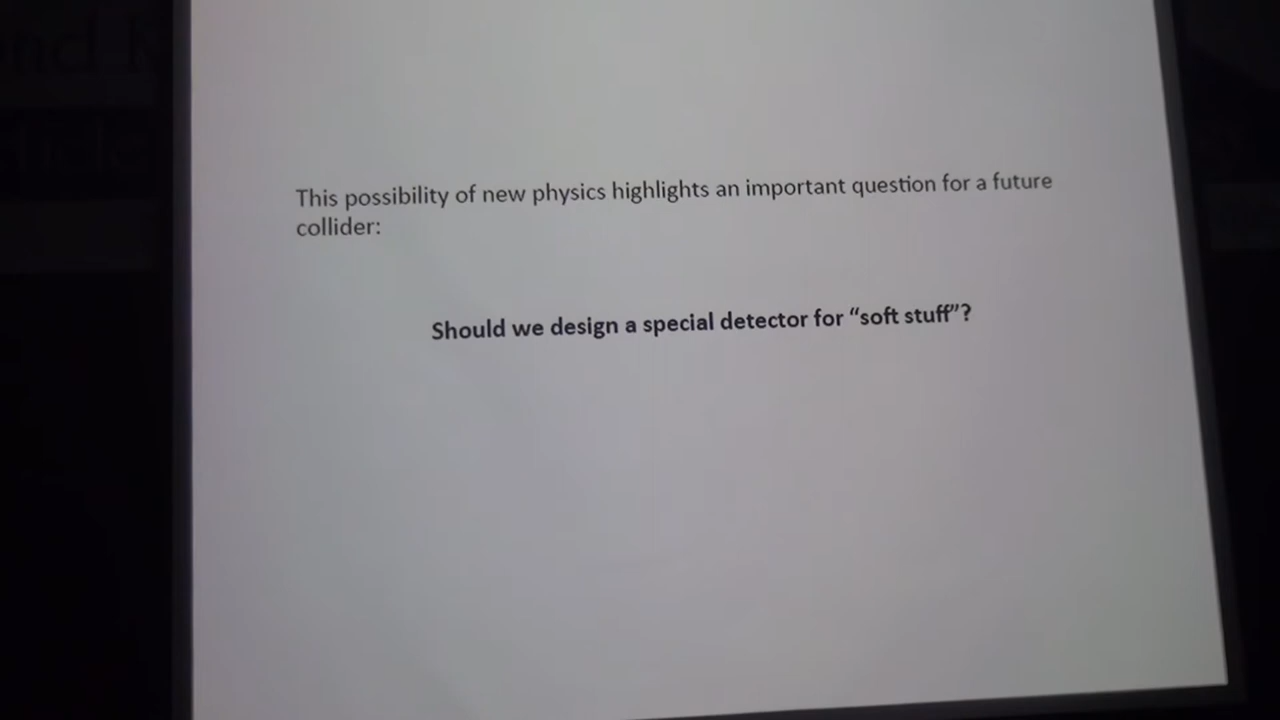 This possibility of new physics highlights an important question for a future
collider:
Should we design a special detector for “soft stuff”?